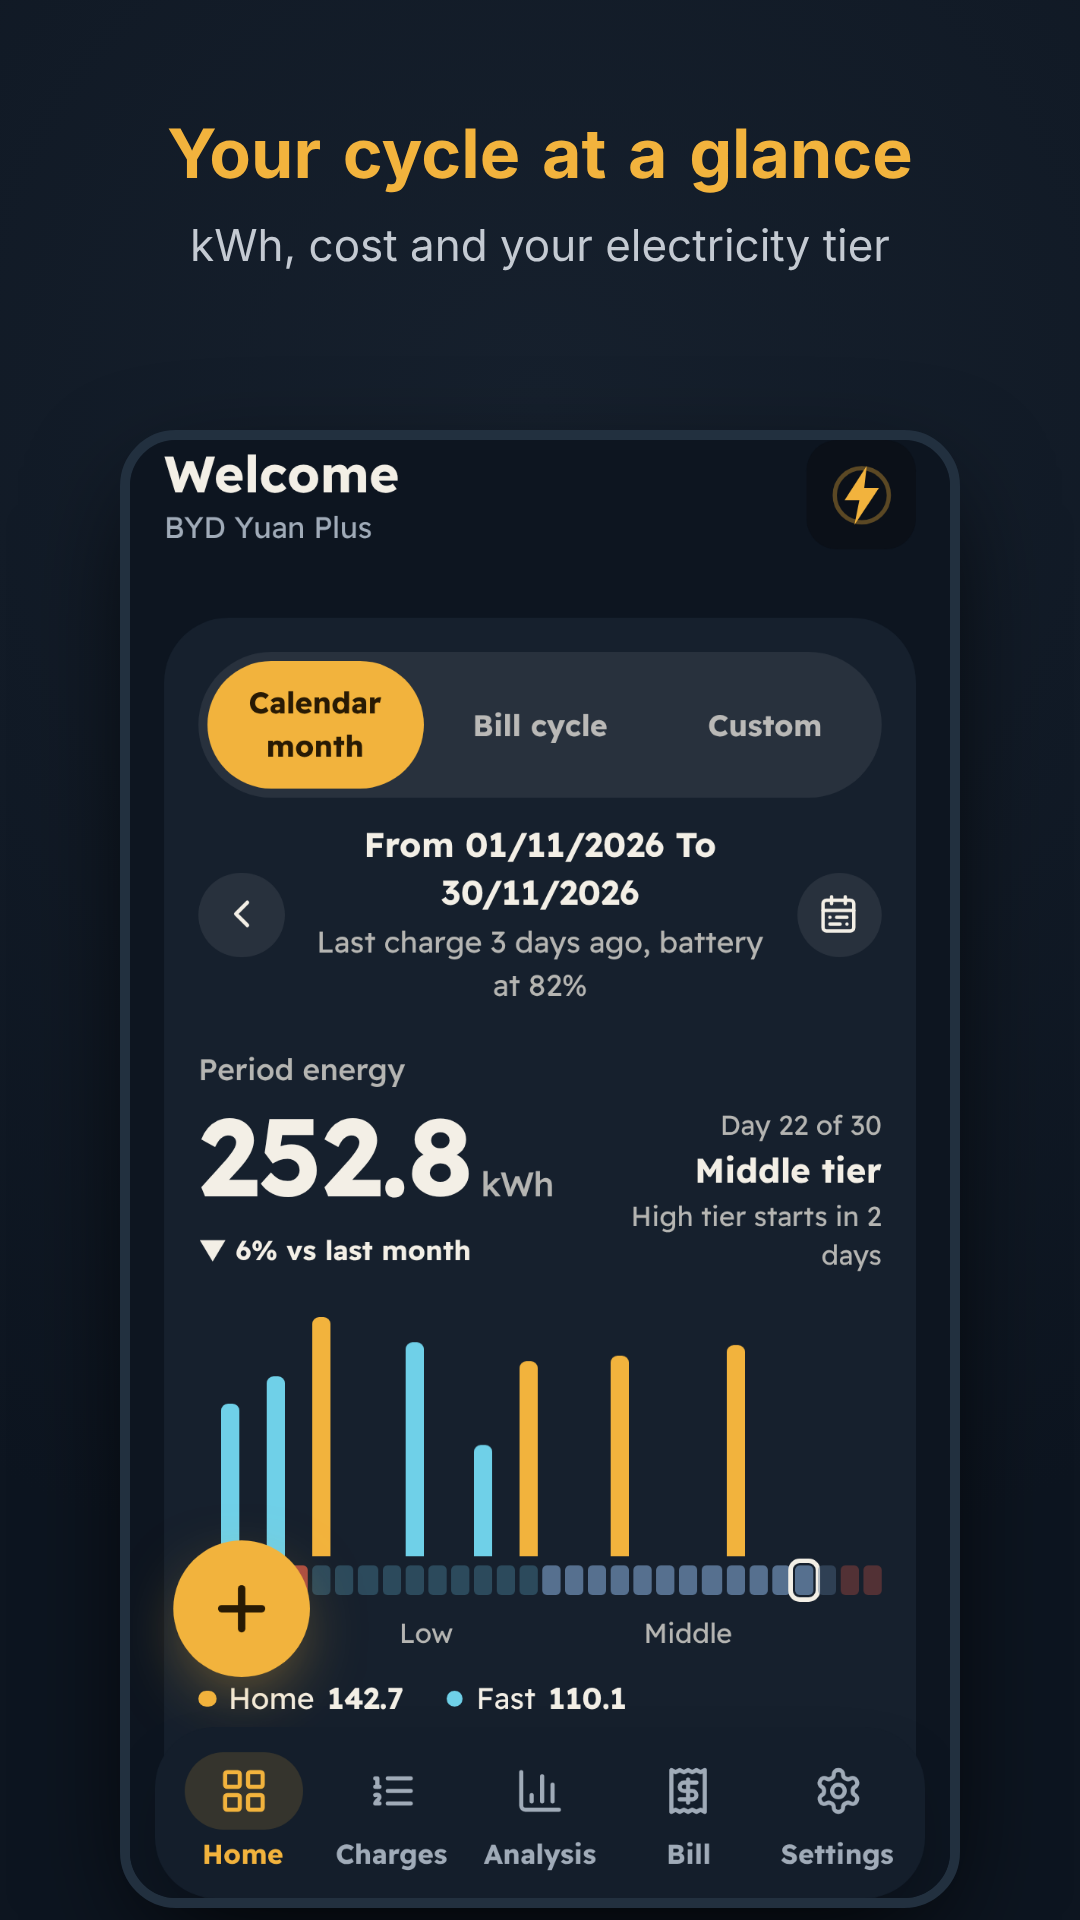 Your cycle at a glance
kWh, cost and your electricity tier
Welcome
BYD Yuan Plus
Calendar
month
Bill cycle
Custom
From 01/11/2026 To
30/11/2026
Last charge 3 days ago, battery
at 82%
Period energy
252.8 kWh
▼ 6% vs last month
Day 22 of 30
Middle tier
High tier starts in 2
days
Low
Middle
Home 142.7
Fast 110.1
Home
Charges
Analysis
Bill
Settings